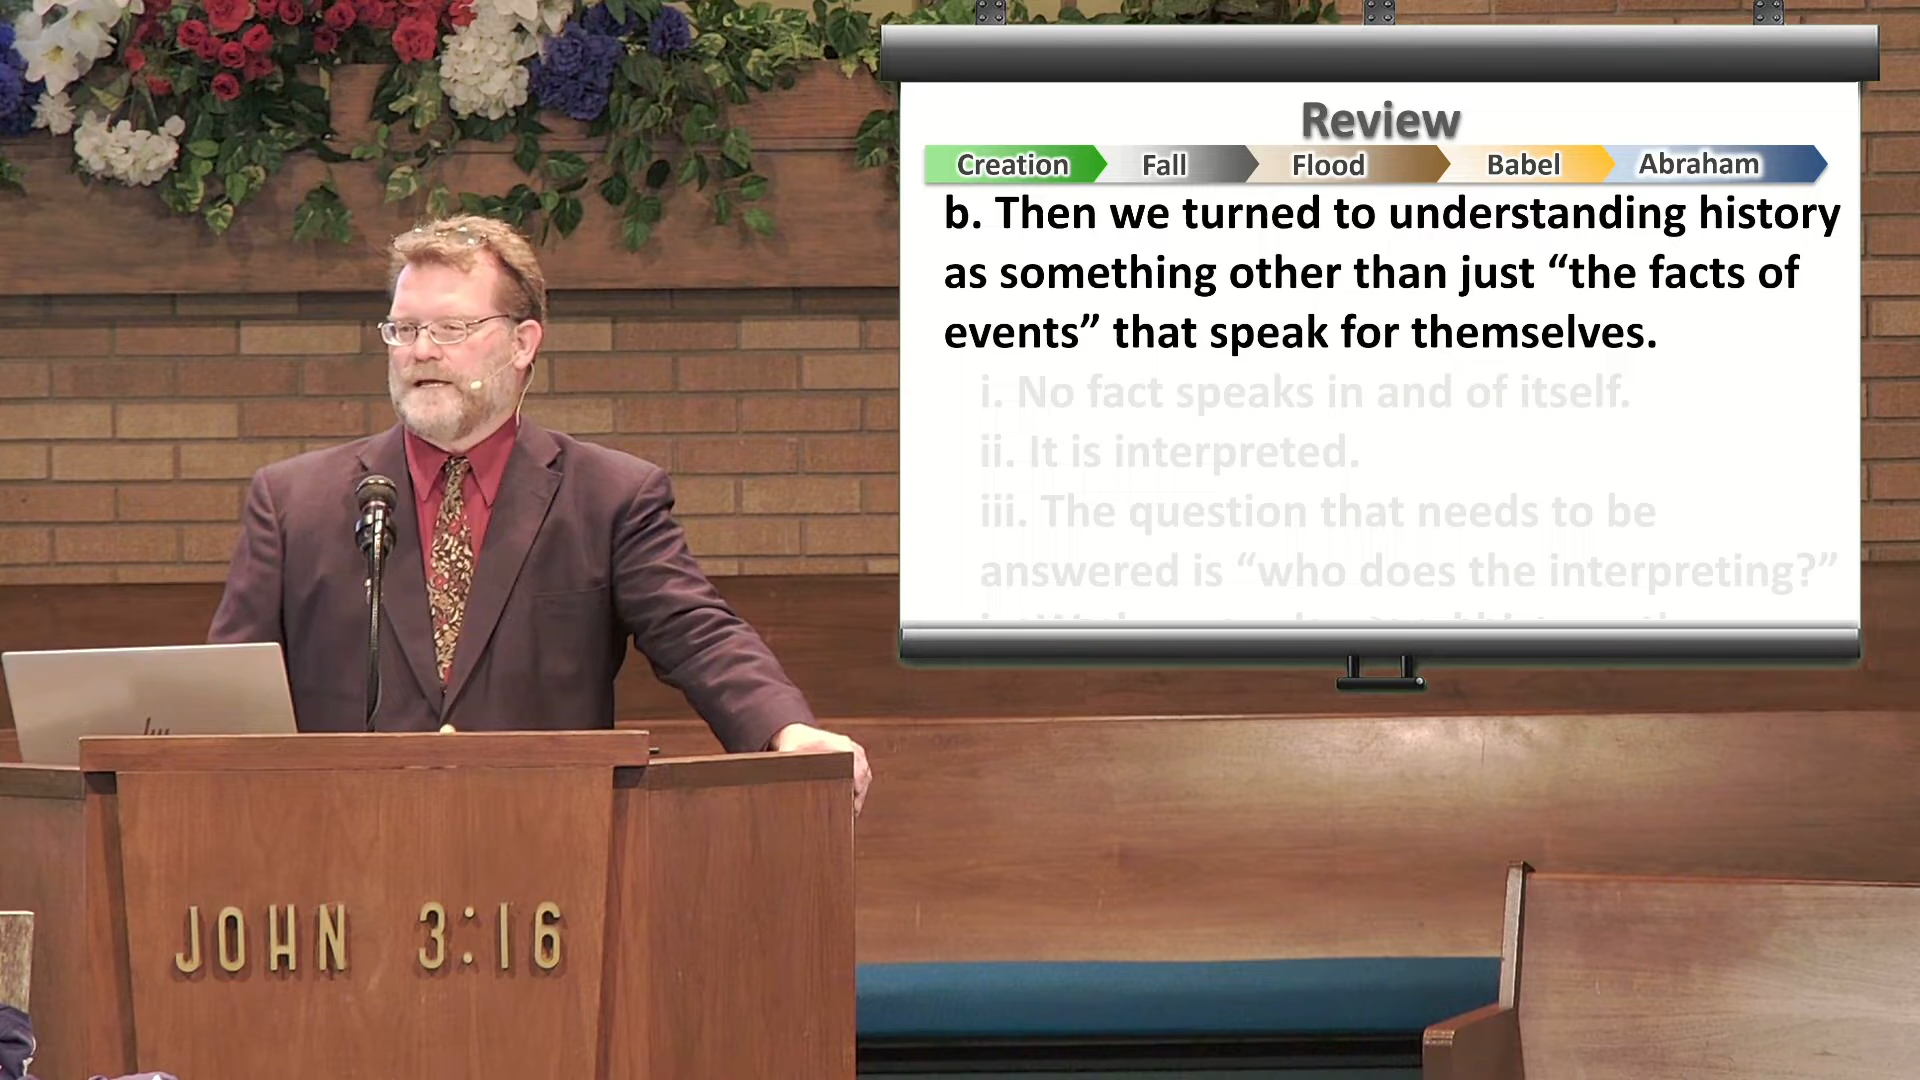 Review
Creation Fall Flood Babel Abraham
b. Then we turned to understanding history
as something other than just “the facts of
events” that speak for themselves.
i. No fact speaks in and of itself.
ii. It is interpreted.
iii. The question that needs to be
answered is “who does the interpreting?”
JOHN 3:16